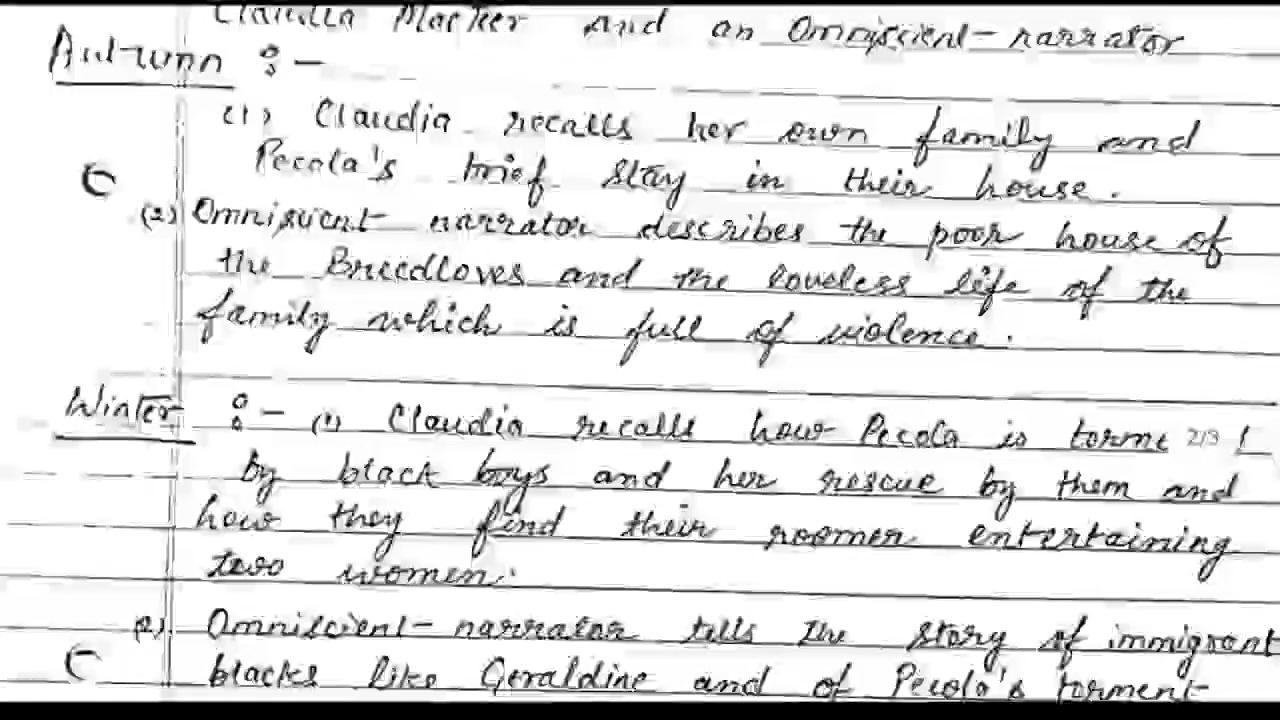 Claudia Macteer and an Omniscient-narrator
Autumn :-
(1) Claudia recalls her own family and
Pecola's brief stay in their house.
(2) Omniscient narrator describes the poor house of
the Breedloves and the loveless life of the
family which is full of violence.
Winter :- (1) Claudia recalls how Pecola is torme 2/3
by black boys and her rescue by them and
how they find their roomer entertaining
two women.
(2) Omniscient-narrator tells the story of immigrant
blacks like Geraldine and of Pecola's torment